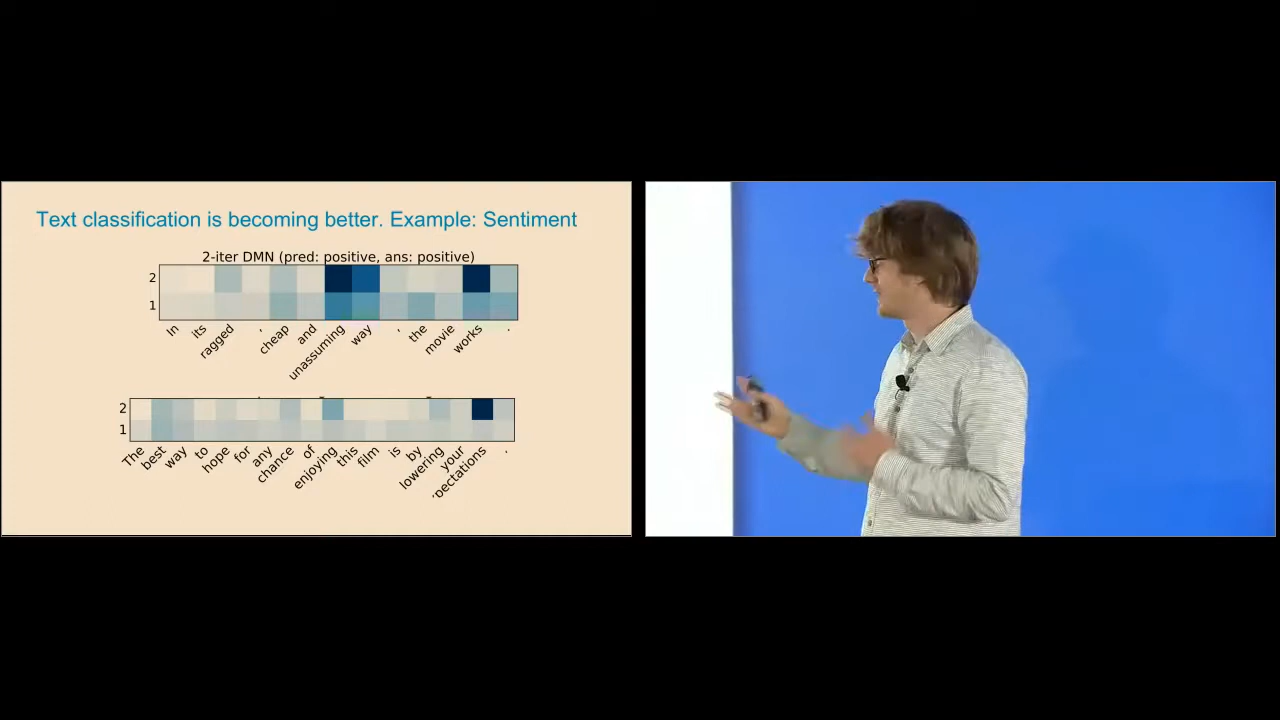 Text classification is becoming better. Example: Sentiment
2-iter DMN (pred: positive, ans: positive)
2
1
In its ragged , cheap and unassuming way , the movie works .
2
1
The best way to hope for any chance of enjoying this film is by lowering your 'pectations .